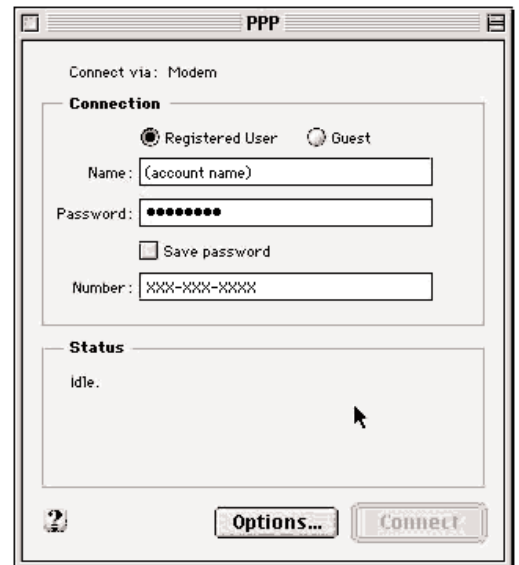 PPP
Connect via: Modem
Connection
Registered User Guest
Name: (account name)
Password: ●●●●●●●●
Save password
Number: XXX-XXX-XXXX
Status
Idle.
? Options... Connect